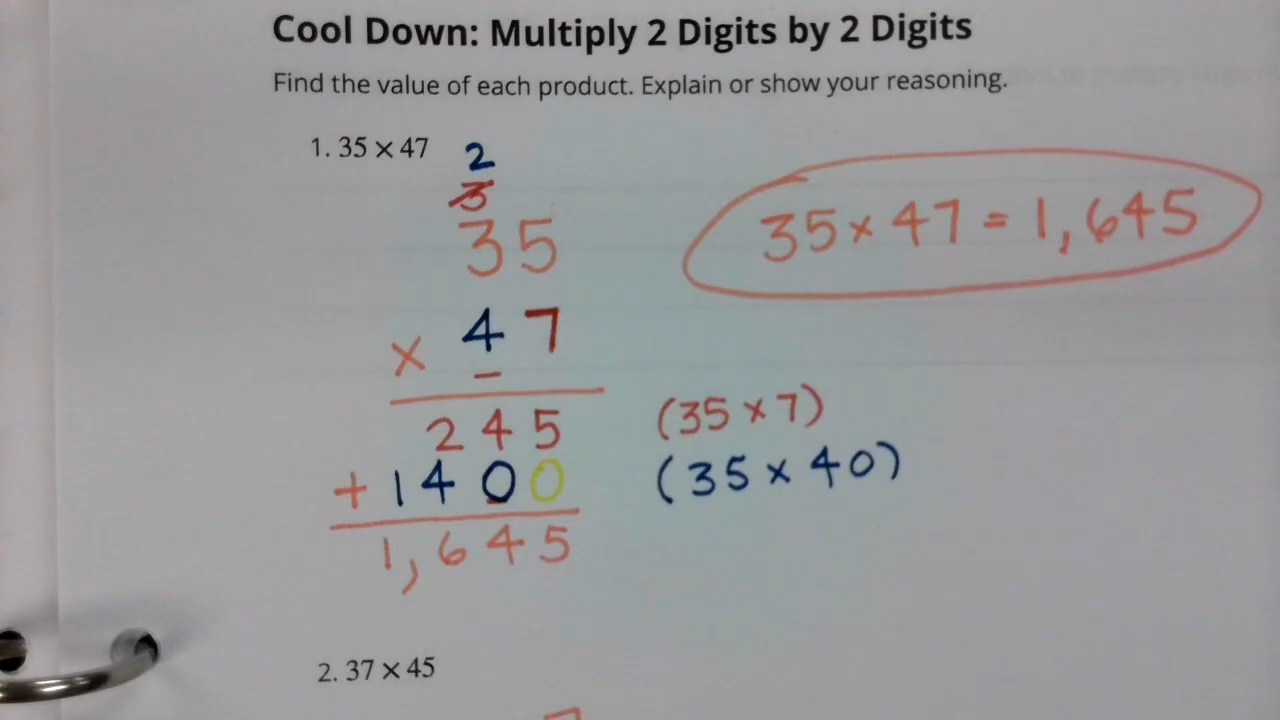 Cool Down: Multiply 2 Digits by 2 Digits
Find the value of each product. Explain or show your reasoning.
1. 35 × 47
2
3
35
× 47
245 (35 × 7)
+ 1400 (35 × 40)
1,645
35 × 47 = 1,645
2. 37 × 45